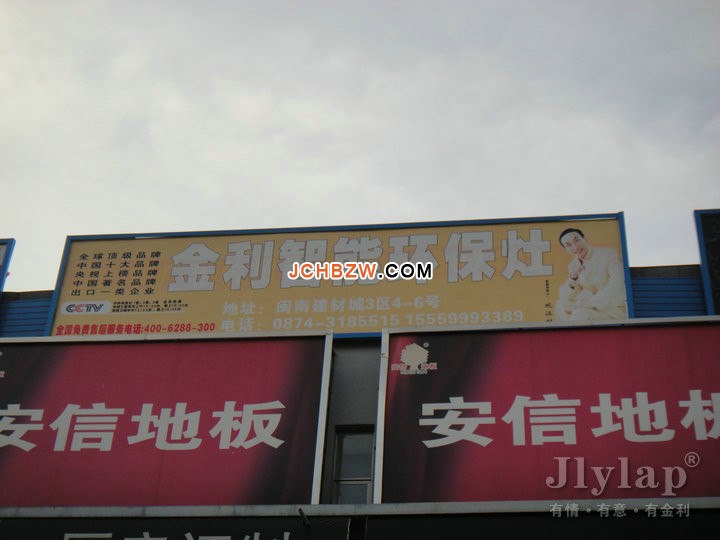 全球顶级品牌
中国十大品牌
央视上榜品牌
中国著名品牌
出口一类企业
金利智能环保灶
JCHBZW.COM
CCTV
地址：闽南建材城3区4-6号
电话：0874-3185515 15559993389
全国免费售后服务电话:400-6288-300
安信地板
安信地板
Jlylap®
有情·有意·有金利